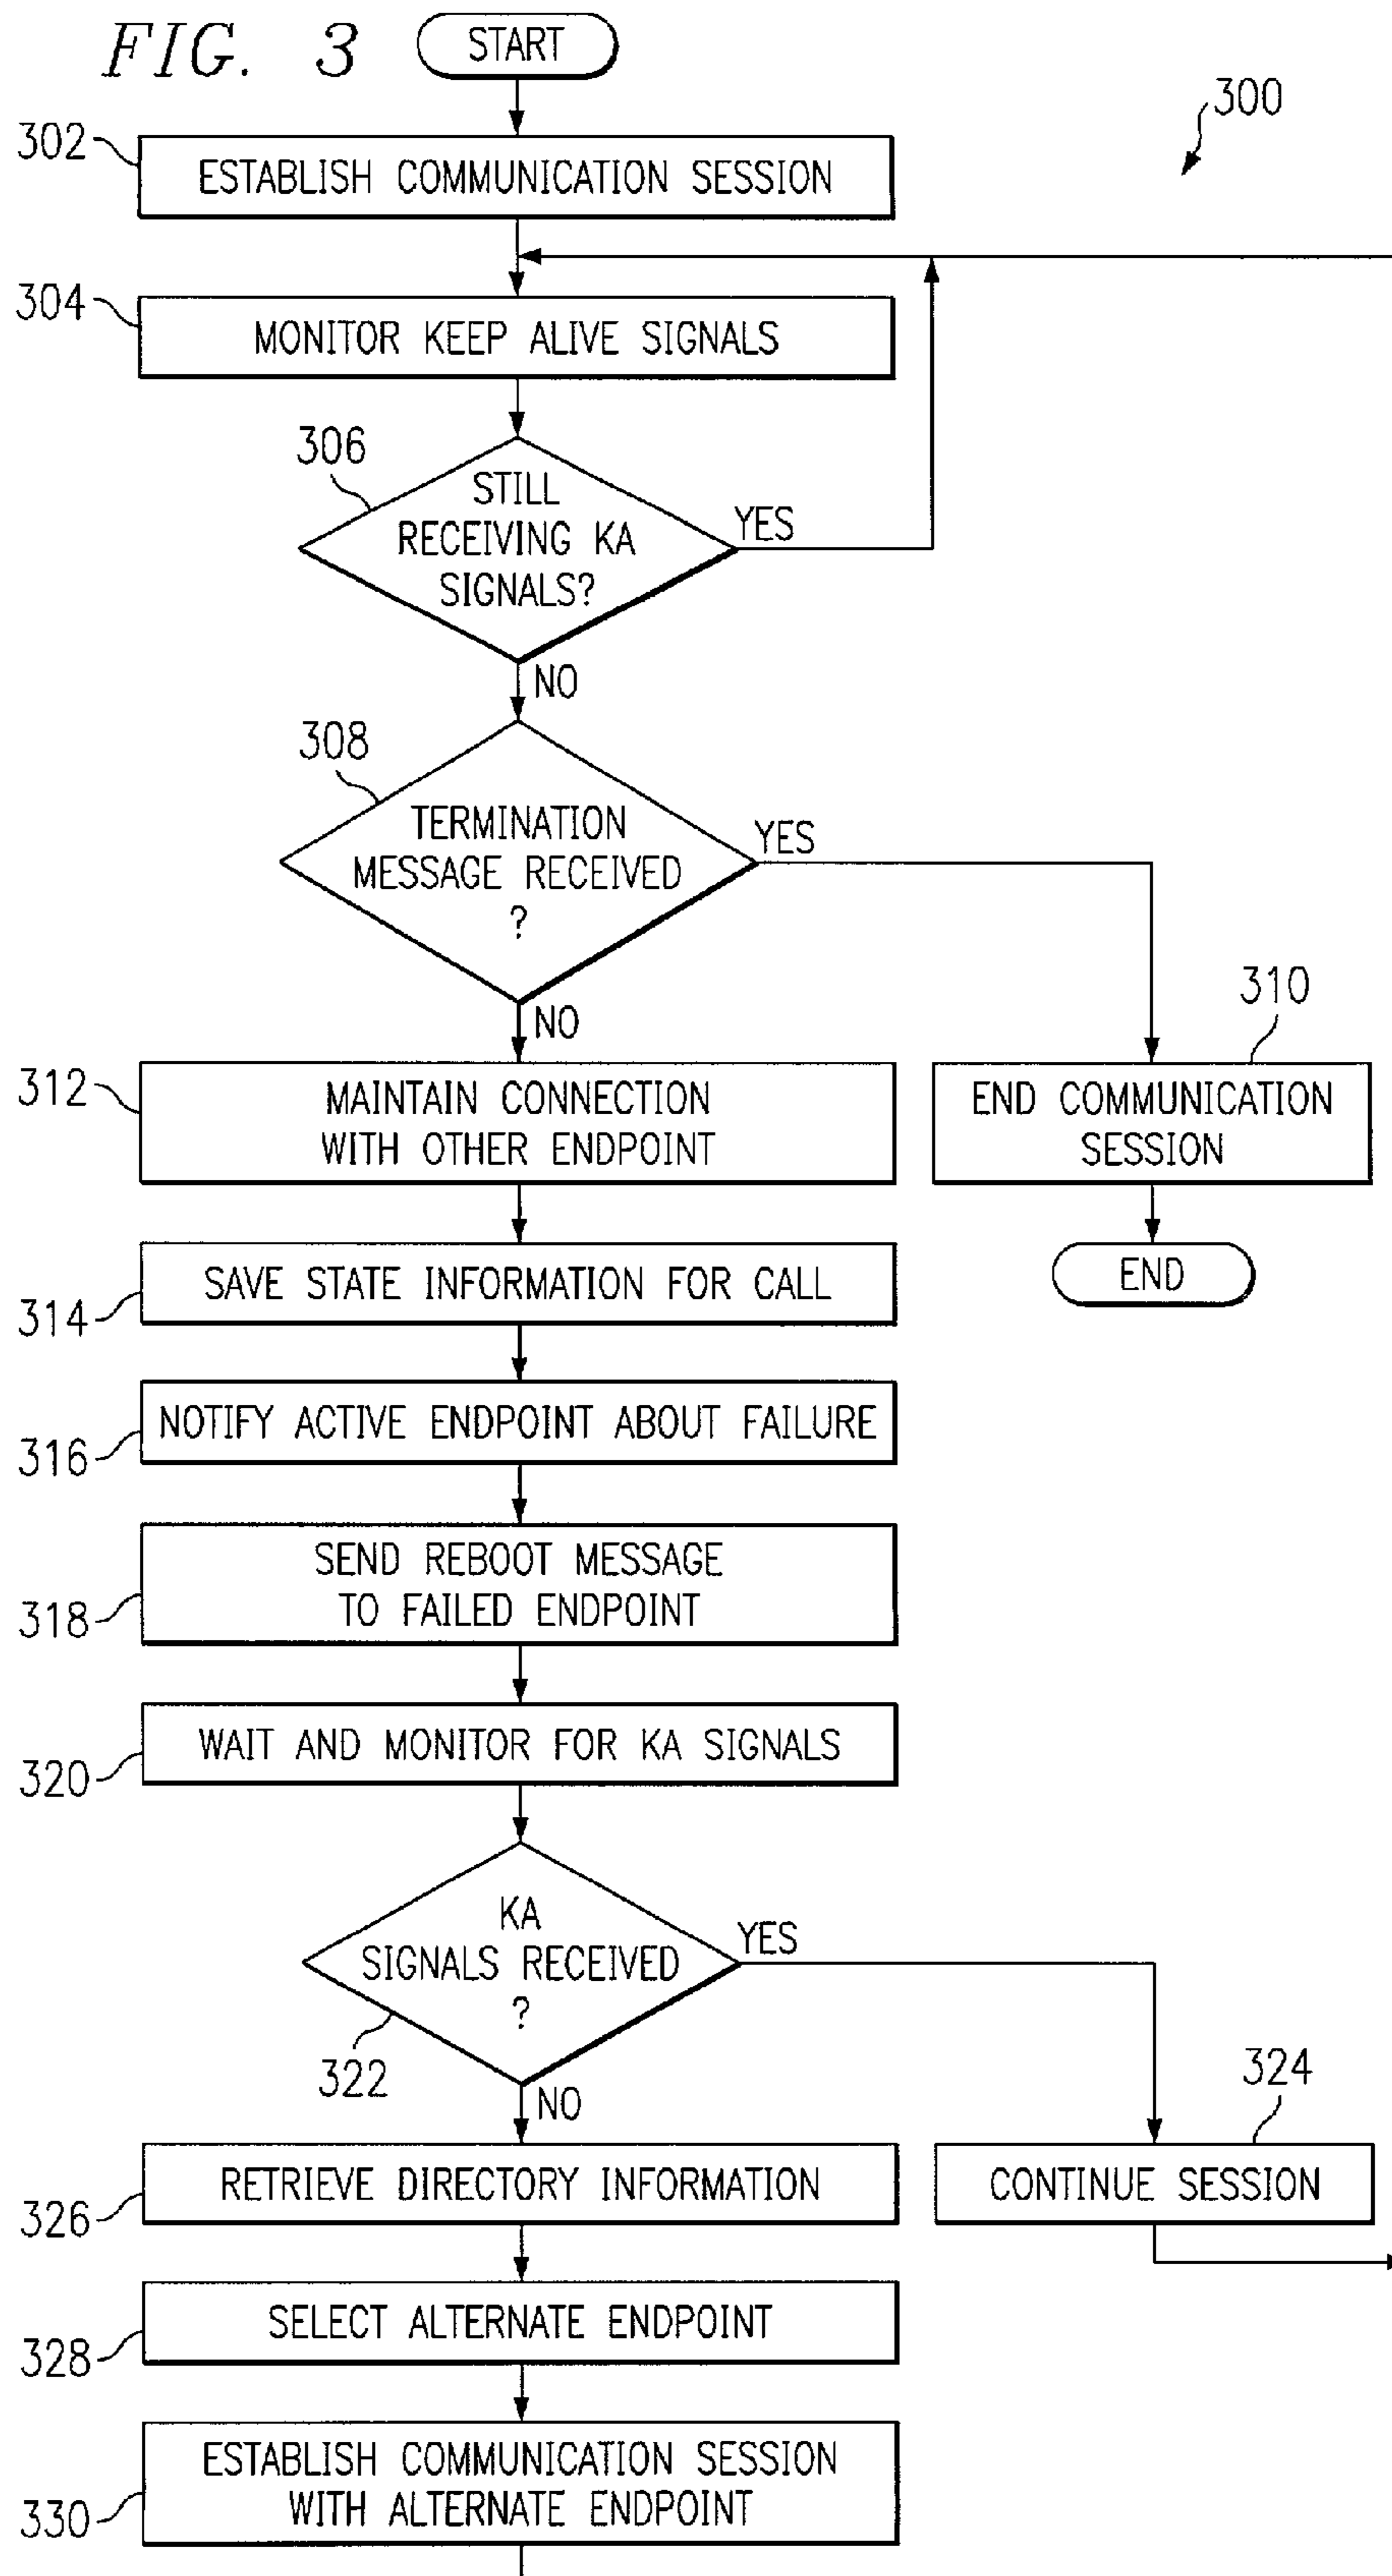 FIG. 3
START
300
302
ESTABLISH COMMUNICATION SESSION
304
MONITOR KEEP ALIVE SIGNALS
306
STILL
RECEIVING KA
SIGNALS?
YES
NO
308
TERMINATION
MESSAGE RECEIVED
?
YES
NO
310
END COMMUNICATION
SESSION
END
312
MAINTAIN CONNECTION
WITH OTHER ENDPOINT
314
SAVE STATE INFORMATION FOR CALL
316
NOTIFY ACTIVE ENDPOINT ABOUT FAILURE
318
SEND REBOOT MESSAGE
TO FAILED ENDPOINT
320
WAIT AND MONITOR FOR KA SIGNALS
KA
SIGNALS RECEIVED
?
322
YES
NO
324
CONTINUE SESSION
326
RETRIEVE DIRECTORY INFORMATION
328
SELECT ALTERNATE ENDPOINT
330
ESTABLISH COMMUNICATION SESSION
WITH ALTERNATE ENDPOINT